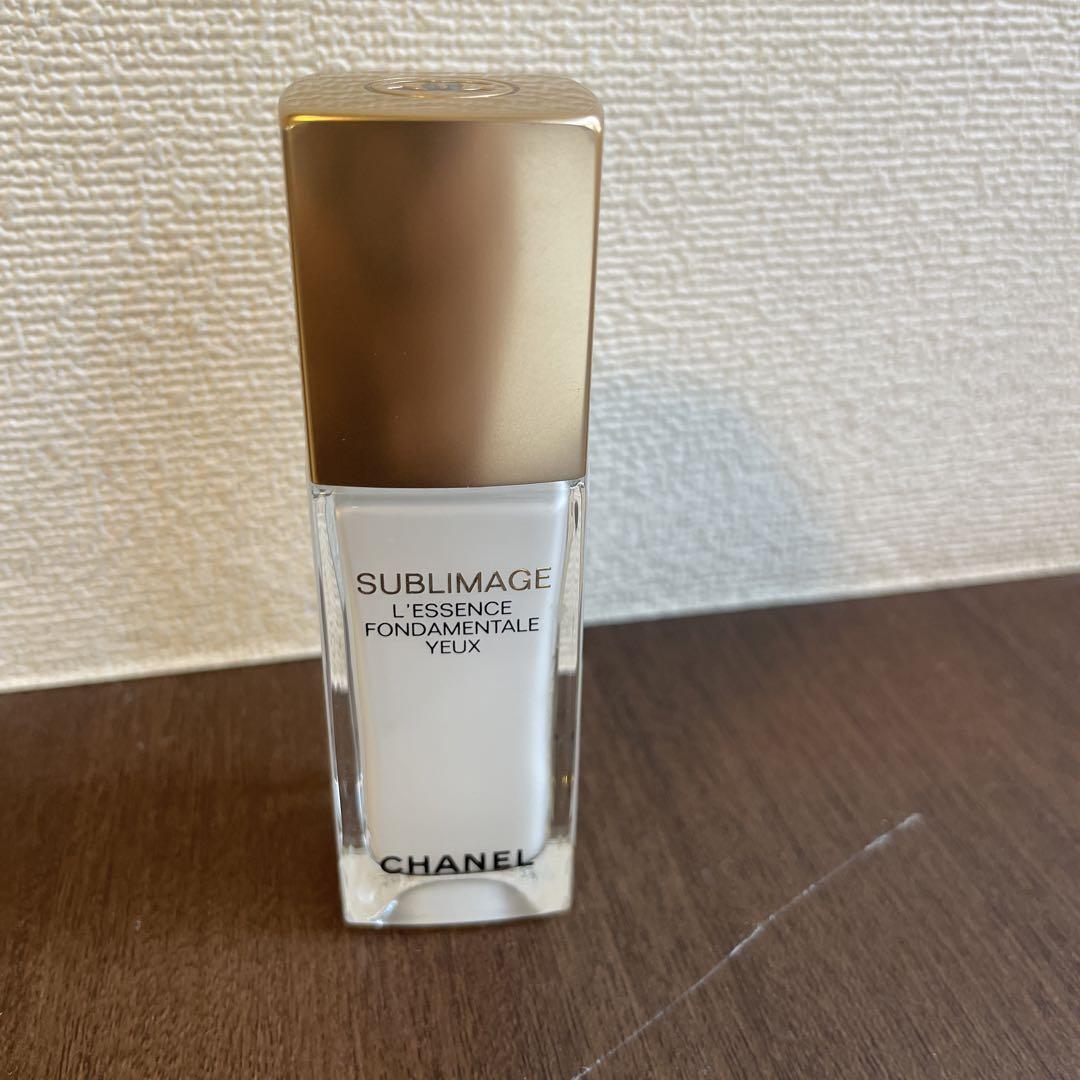 SUBLIMAGE
L'ESSENCE
FONDAMENTALE
YEUX
CHANEL